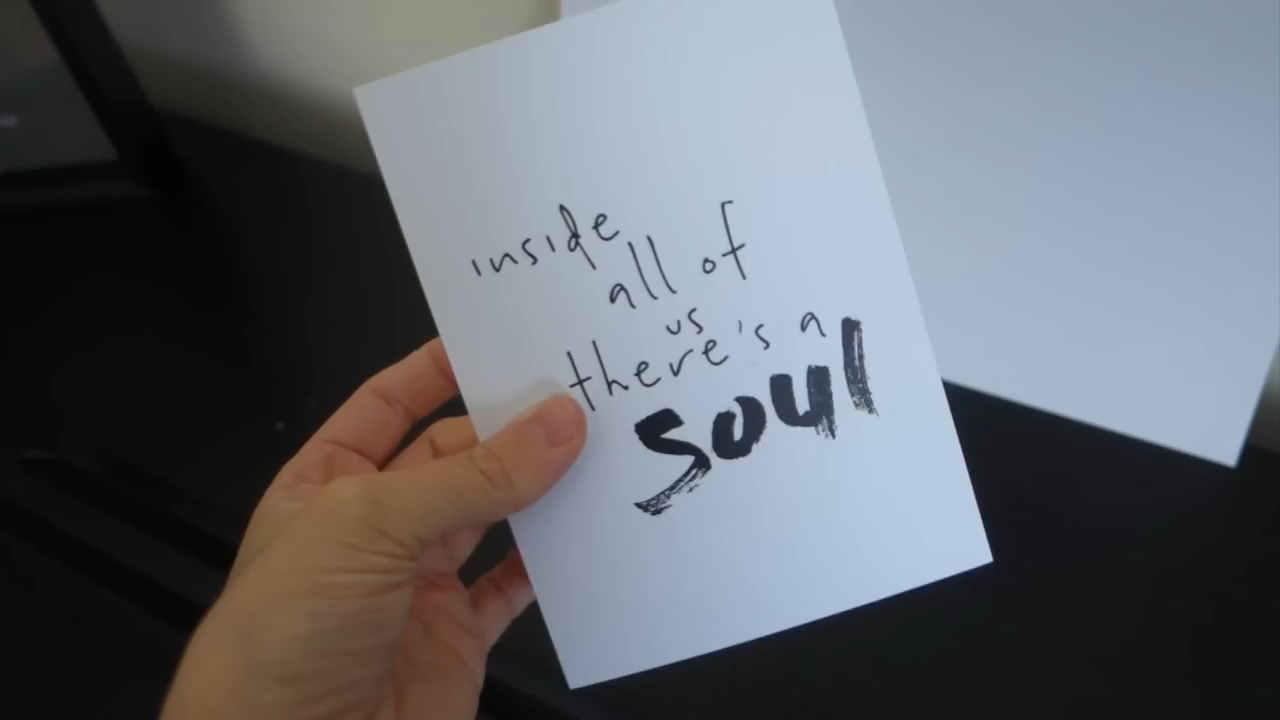 inside
all of
us
there's a
soul